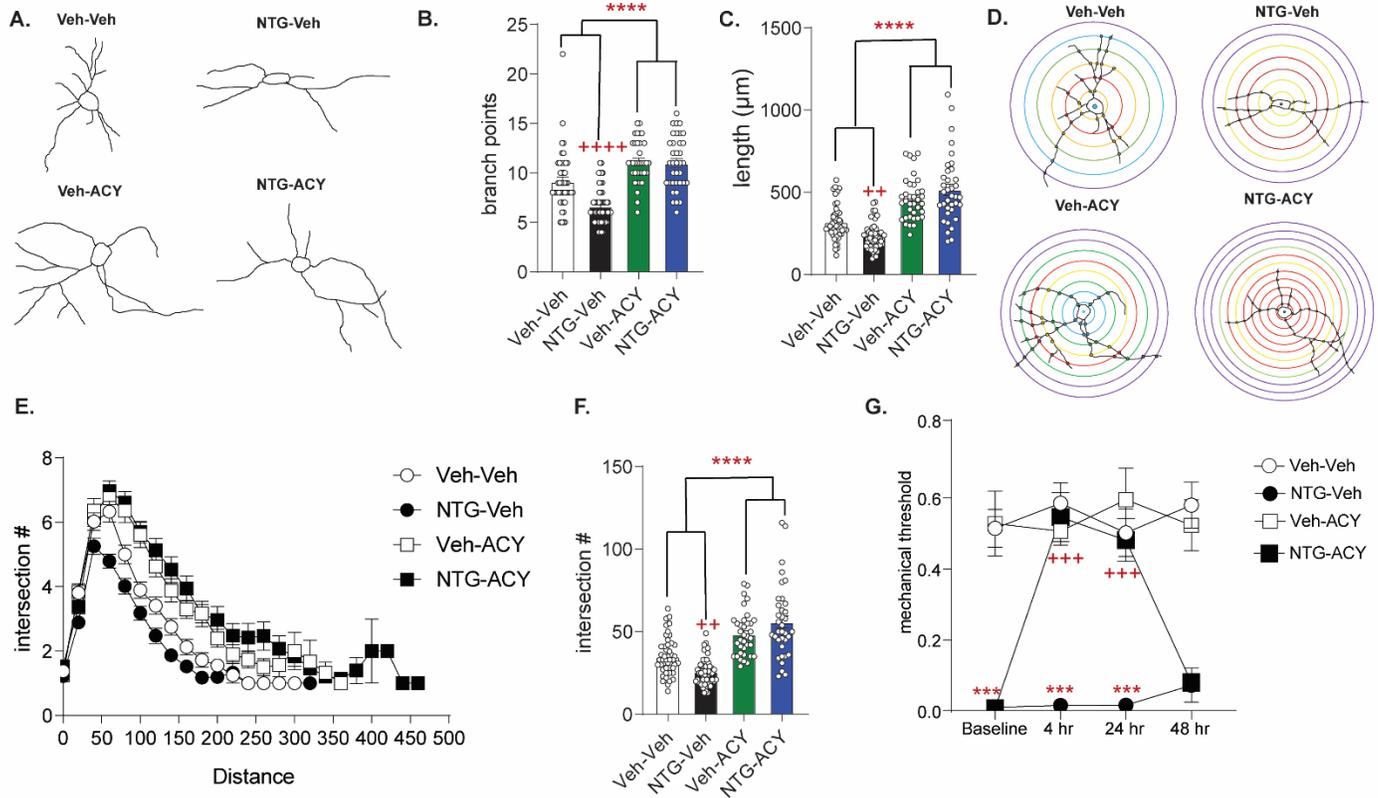 A.
Veh-Veh
NTG-Veh
Veh-ACY
NTG-ACY
B.
****
25
20
15
10
5
0
branch points
++++
Veh-Veh
NTG-Veh
Veh-ACY
NTG-ACY
C.
****
1500
1000
500
0
length (µm)
++
Veh-Veh
NTG-Veh
Veh-ACY
NTG-ACY
D.
Veh-Veh
NTG-Veh
Veh-ACY
NTG-ACY
E.
8
6
4
2
0
intersection #
0 50 100 150 200 250 300 350 400 450 500
Distance
Veh-Veh
NTG-Veh
Veh-ACY
NTG-ACY
F.
****
150
100
50
0
intersection #
++
Veh-Veh
NTG-Veh
Veh-ACY
NTG-ACY
G.
0.8
0.6
0.4
0.2
0.0
mechanical threshold
+++
+++
***
***
***
Baseline 4 hr 24 hr 48 hr
Veh-Veh
NTG-Veh
Veh-ACY
NTG-ACY